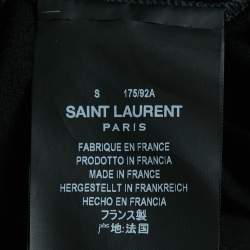 S 175/92A
SAINT LAURENT
PARIS
FABRIQUE EN FRANCE
PRODOTTO IN FRANCIA
MADE IN FRANCE
HERGESTELLT IN FRANKREICH
HECHO EN FRANCIA
フランス製
地:法国